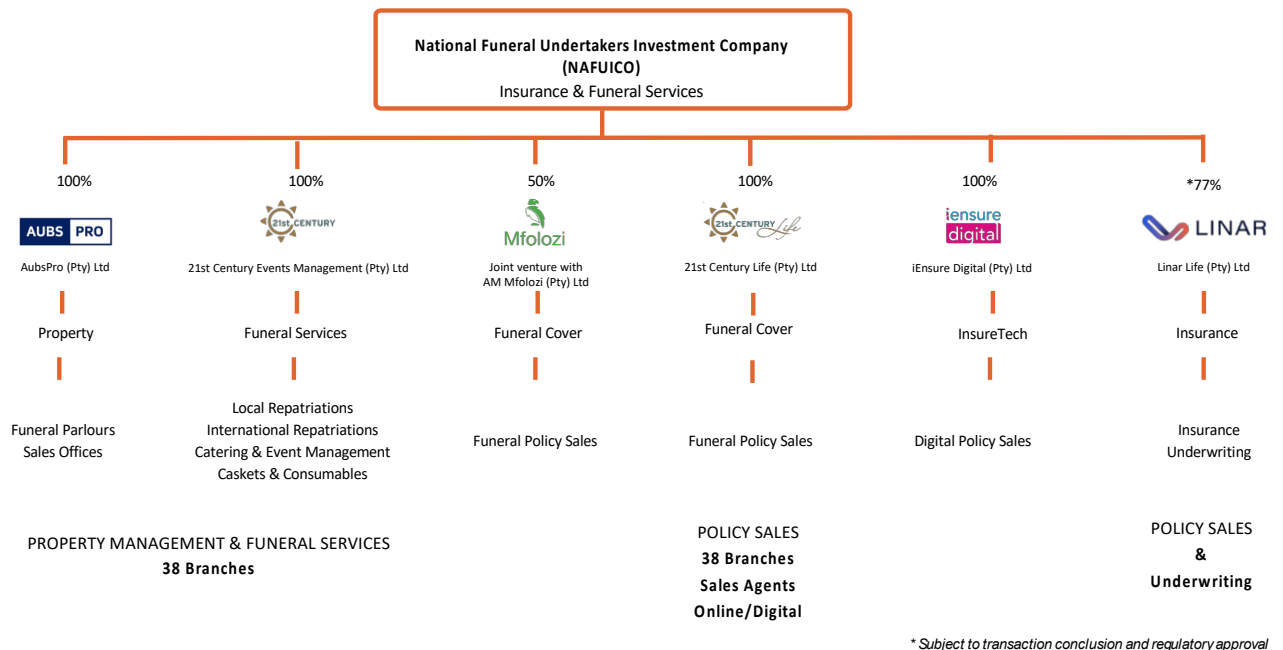 National Funeral Undertakers Investment Company
(NAFUICO)
Insurance & Funeral Services
100%
100%
50%
100%
100%
*77%
AUBS PRO
21st CENTURY
Mfolozi
21st CENTURY Life
iensure
digital
LINAR
AubsPro (Pty) Ltd
21st Century Events Management (Pty) Ltd
Joint venture with
AM Mfolozi (Pty) Ltd
21st Century Life (Pty) Ltd
iEnsure Digital (Pty) Ltd
Linar Life (Pty) Ltd
Property
Funeral Services
Funeral Cover
Funeral Cover
InsureTech
Insurance
Funeral Parlours
Sales Offices
Local Repatriations
International Repatriations
Catering & Event Management
Caskets & Consumables
Funeral Policy Sales
Funeral Policy Sales
Digital Policy Sales
Insurance
Underwriting
PROPERTY MANAGEMENT & FUNERAL SERVICES
38 Branches
POLICY SALES
38 Branches
Sales Agents
Online/Digital
POLICY SALES
&
Underwriting
* Subject to transaction conclusion and regulatory approval